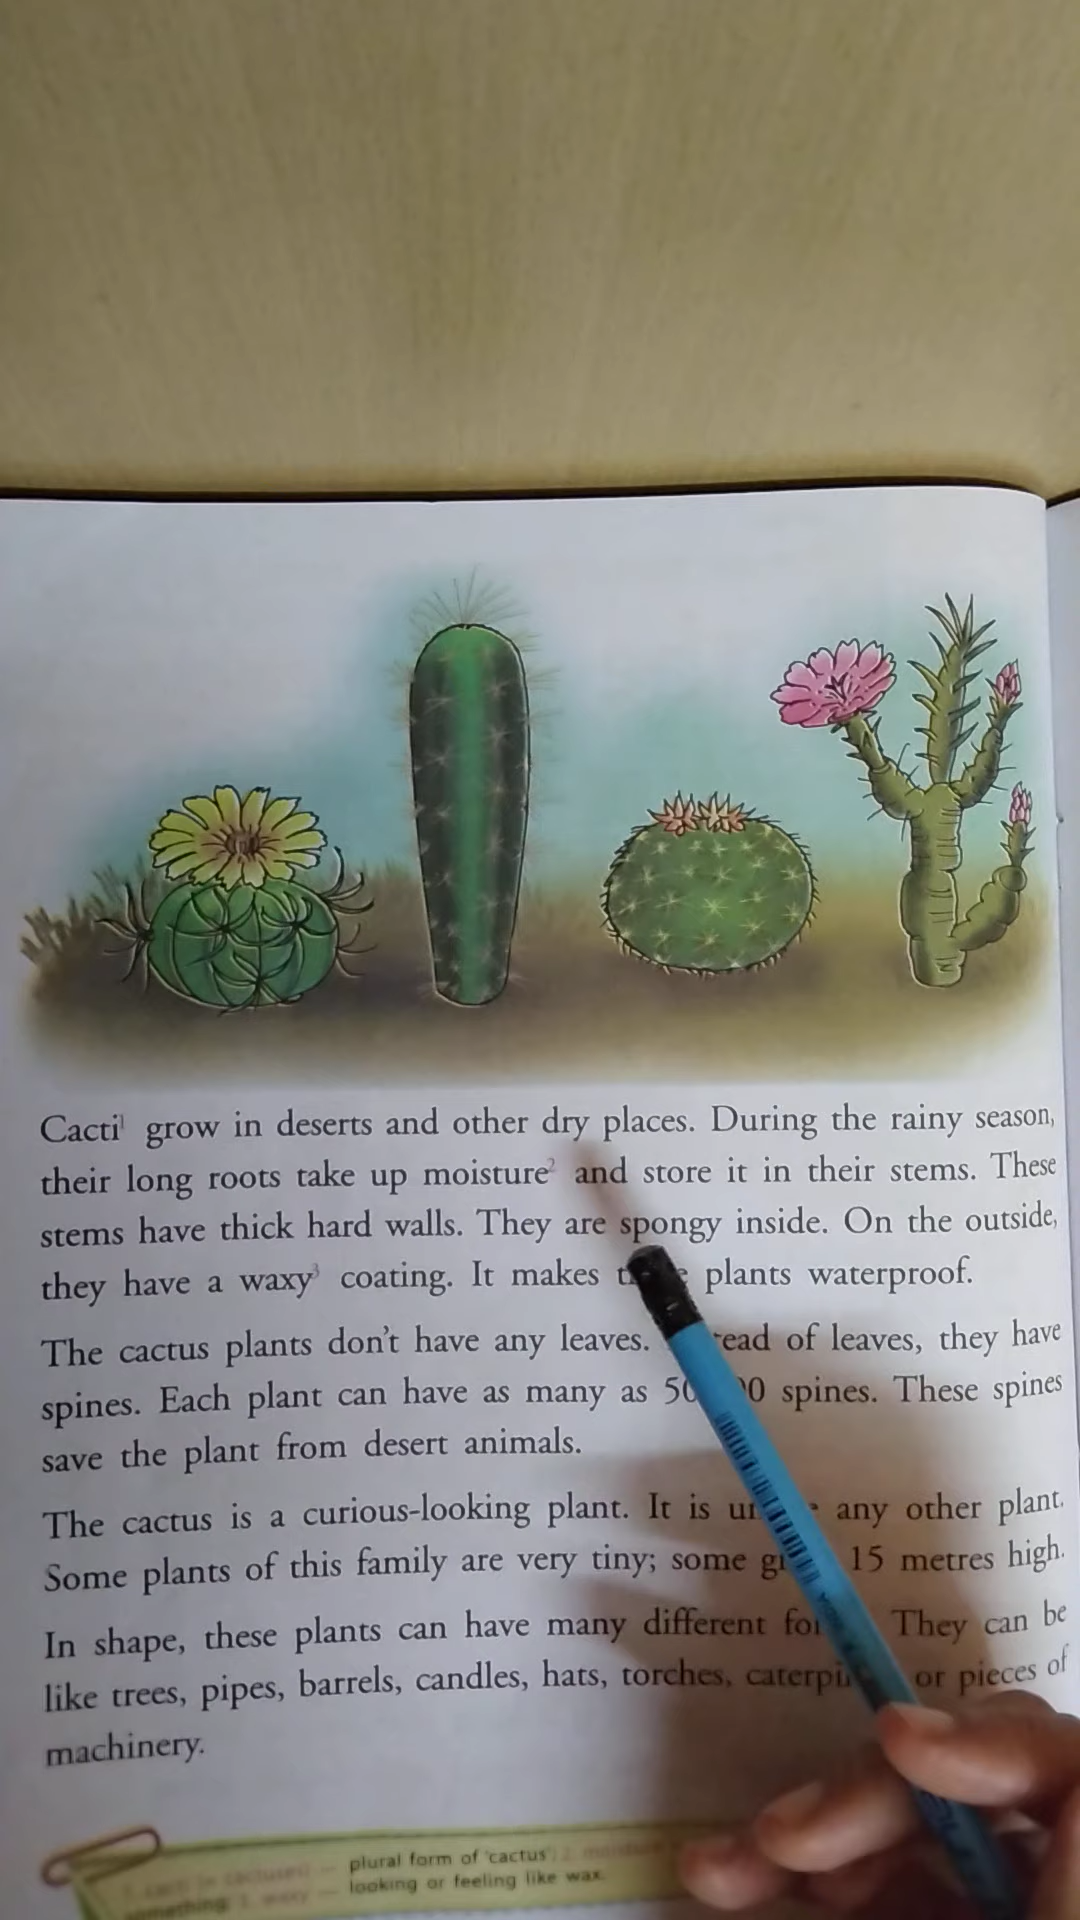 Cacti¹ grow in deserts and other dry places. During the rainy season,
their long roots take up moisture² and store it in their stems. These
stems have thick hard walls. They are spongy inside. On the outside,
they have a waxy³ coating. It makes plants waterproof.
The cactus plants don't have any leaves. of leaves, they have
spines. Each plant can have as many as spines. These spines
save the plant from desert animals.
The cactus is a curious-looking plant. It is any other plant.
Some plants of this family are very tiny; some 15 metres high.
In shape, these plants can have many different They can be
like trees, pipes, barrels, candles, hats, torches, or pieces of
machinery.
plural form of 'cactus'; 2. moisture
something 3. waxy — looking or feeling like wax.